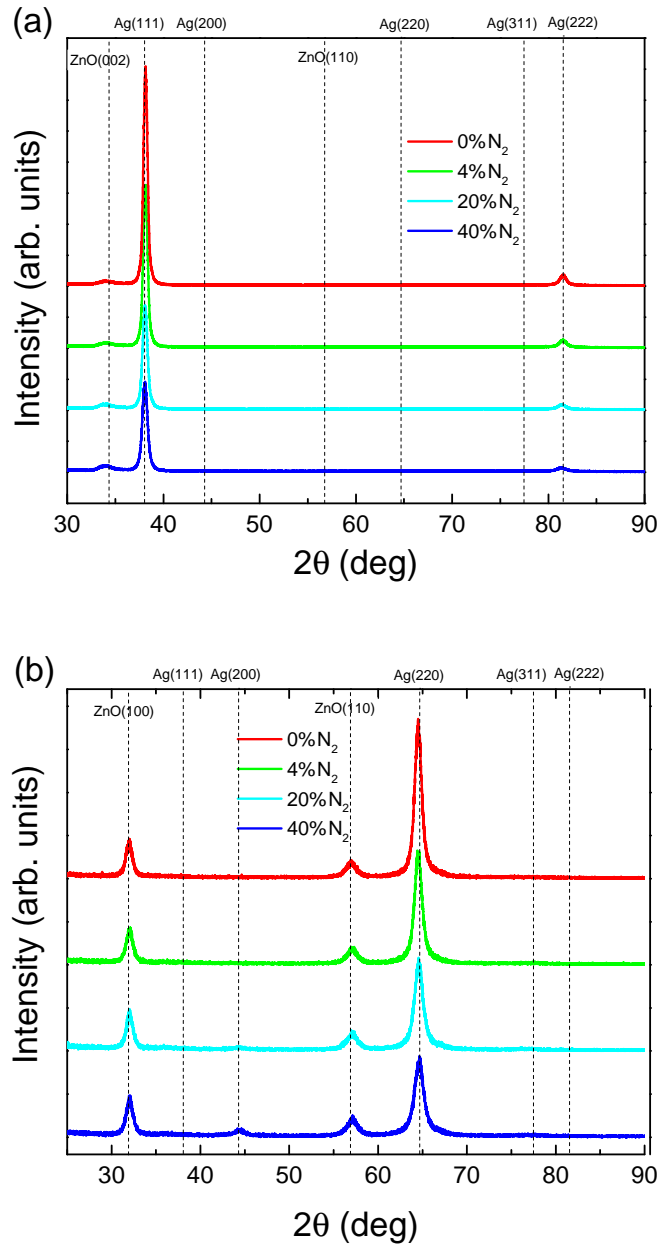 (a)
Ag(111) Ag(200) Ag(220) Ag(311) Ag(222)
ZnO(002) ZnO(110)
0%N₂
4%N₂
20%N₂
40%N₂
Intensity (arb. units)
30 40 50 60 70 80 90
2θ (deg)
(b)
Ag(111) Ag(200) Ag(220) Ag(311) Ag(222)
ZnO(100) ZnO(110)
0%N₂
4%N₂
20%N₂
40%N₂
Intensity (arb. units)
30 40 50 60 70 80 90
2θ (deg)